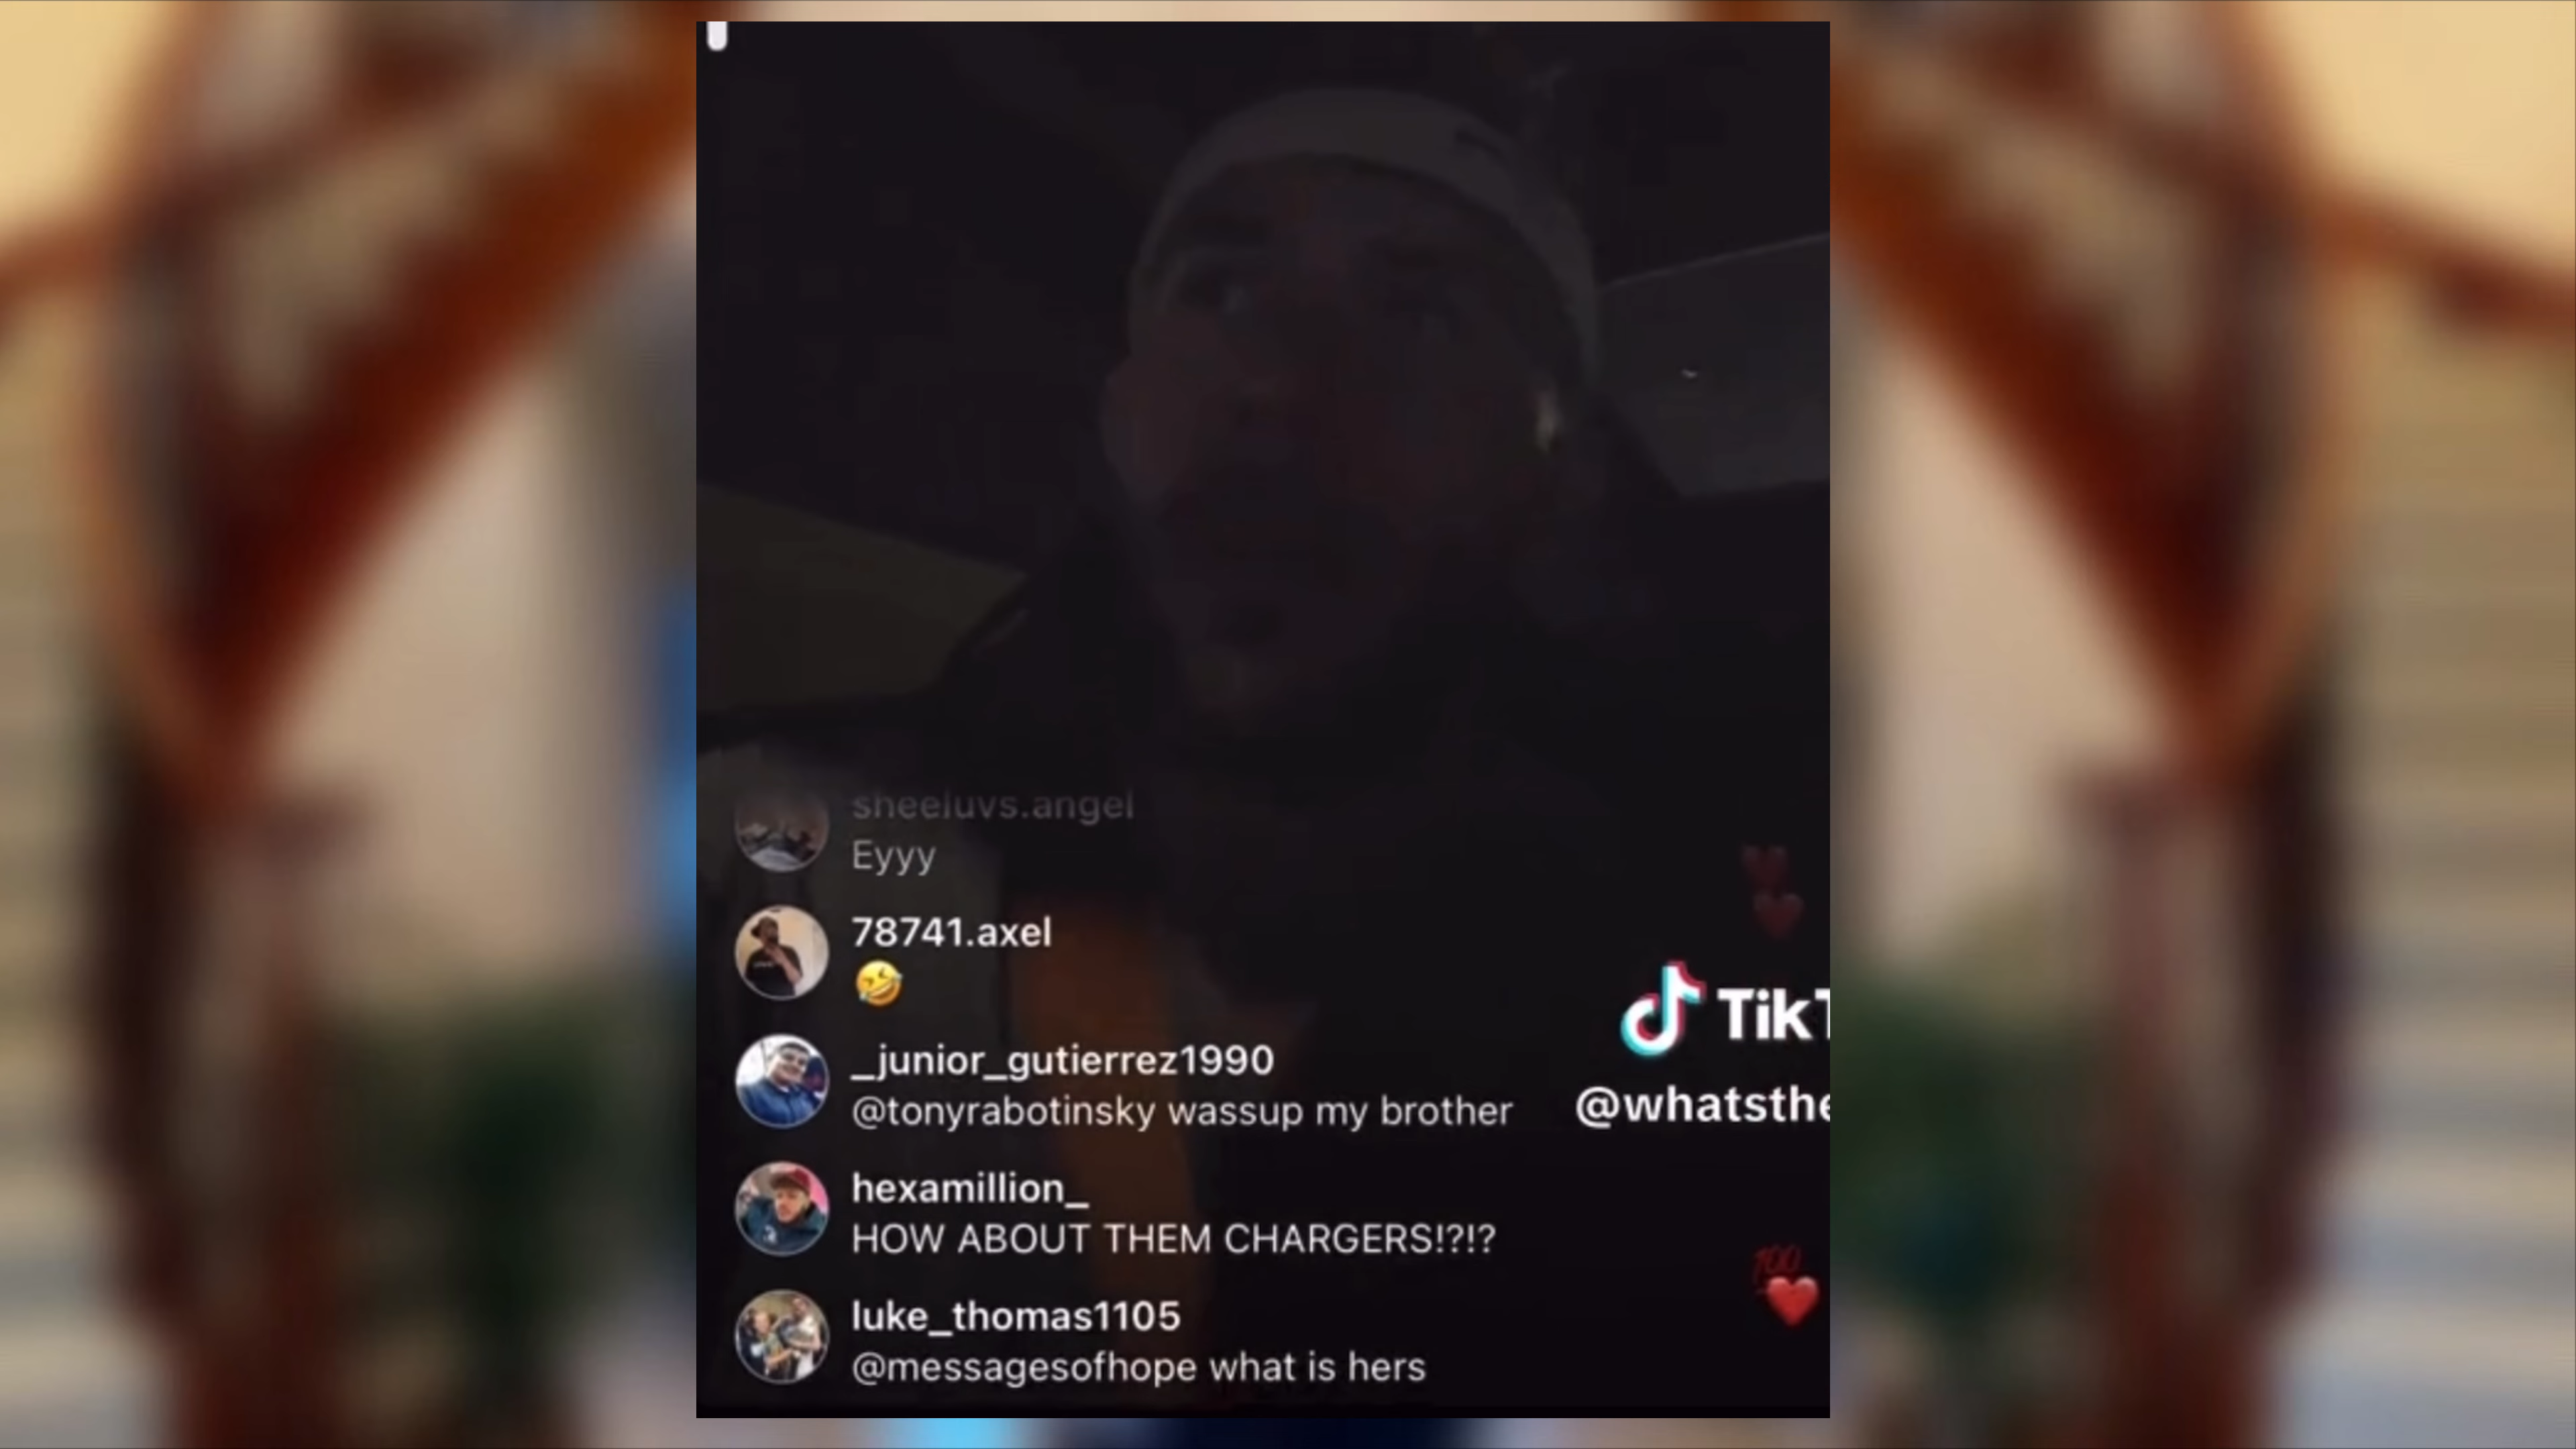 sheeluvs.angel
Eyyy
78741.axel
🤣
_junior_gutierrez1990
@tonyrabotinsky wassup my brother
hexamillion_
HOW ABOUT THEM CHARGERS!?!?
luke_thomas1105
@messagesofhope what is hers
TikT
@whatsthe
100